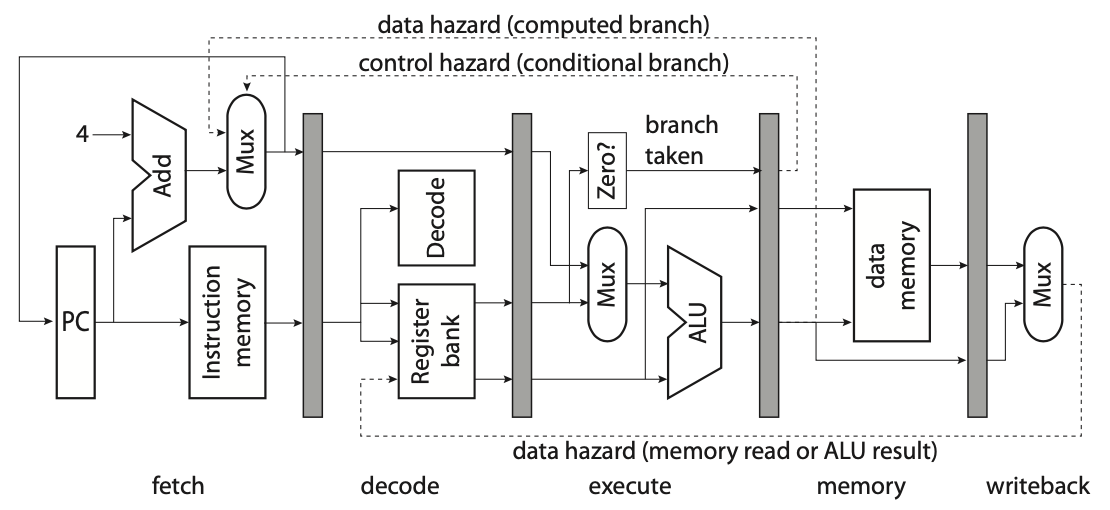 data hazard (computed branch)
control hazard (conditional branch)
4
Add
Mux
branch
taken
Zero?
Decode
PC
Instruction
memory
Register
bank
Mux
ALU
data
memory
Mux
data hazard (memory read or ALU result)
fetch
decode
execute
memory
writeback